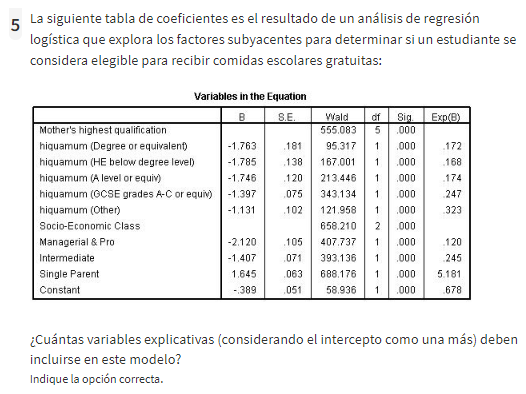 5
La siguiente tabla de coeficientes es el resultado de un análisis de regresión
logística que explora los factores subyacentes para determinar si un estudiante se
considera elegible para recibir comidas escolares gratuitas:
Variables in the Equation
B S.E. Wald df Sig. Exp(B)
Mother's highest qualification 555.083 5 .000
hiquamum (Degree or equivalent) -1.763 .181 95.317 1 .000 .172
hiquamum (HE below degree level) -1.785 .138 167.001 1 .000 .168
hiquamum (A level or equiv) -1.746 .120 213.446 1 .000 .174
hiquamum (GCSE grades A-C or equiv) -1.397 .075 343.134 1 .000 .247
hiquamum (Other) -1.131 .102 121.958 1 .000 .323
Socio-Economic Class 658.210 2 .000
Managerial & Pro -2.120 .105 407.737 1 .000 .120
Intermediate -1.407 .071 393.136 1 .000 .245
Single Parent 1.645 .063 688.176 1 .000 5.181
Constant -.389 .051 58.936 1 .000 .678
¿Cuántas variables explicativas (considerando el intercepto como una más) deben
incluirse en este modelo?
Indique la opción correcta.